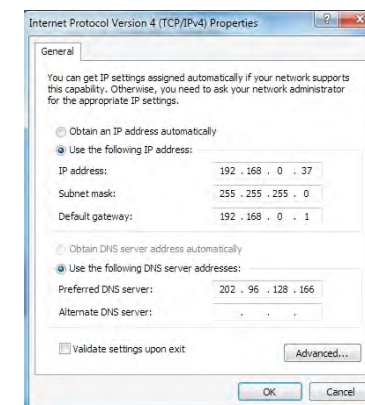 Internet Protocol Version 4 (TCP/IPv4) Properties
General
You can get IP settings assigned automatically if your network supports
this capability. Otherwise, you need to ask your network administrator
for the appropriate IP settings.
Obtain an IP address automatically
Use the following IP address:
IP address: 192 . 168 . 0 . 37
Subnet mask: 255 . 255 . 255 . 0
Default gateway: 192 . 168 . 0 . 1
Obtain DNS server address automatically
Use the following DNS server addresses:
Preferred DNS server: 202 . 96 . 128 . 166
Alternate DNS server: . . .
Validate settings upon exit
Advanced...
OK Cancel